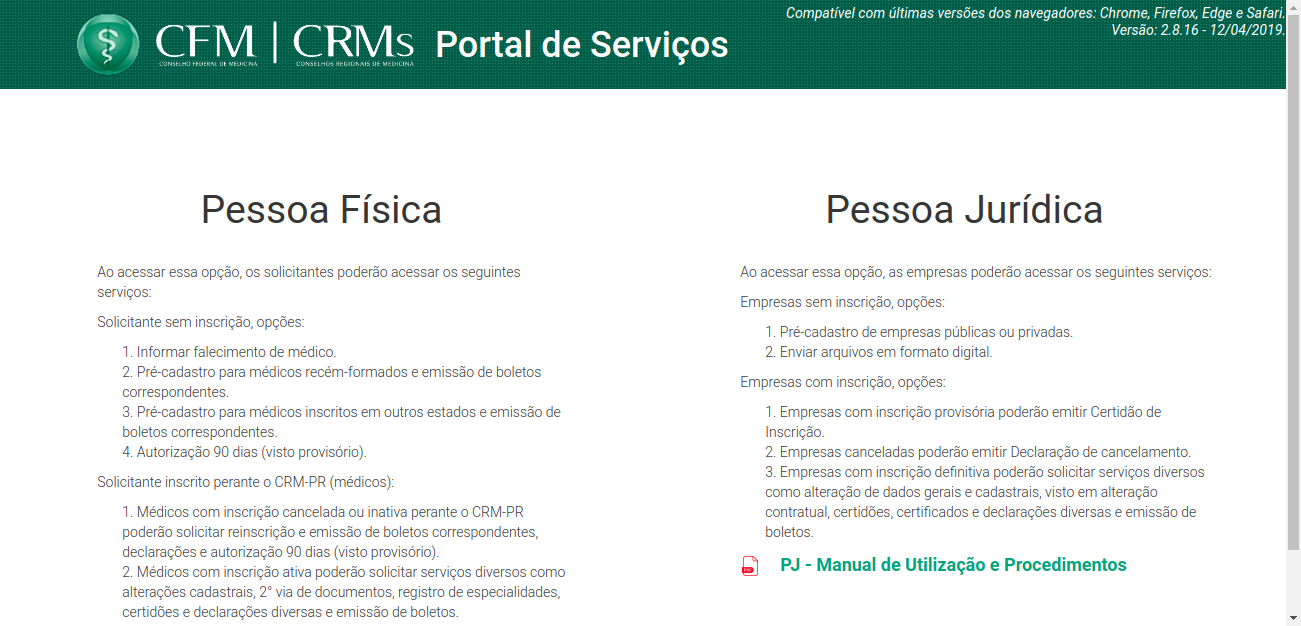 Compatível com últimas versões dos navegadores: Chrome, Firefox, Edge e Safari.
Versão: 2.8.16 - 12/04/2019.
CFM | CRMs Portal de Serviços
CONSELHO FEDERAL DE MEDICINA CONSELHOS REGIONAIS DE MEDICINA
Pessoa Física
Ao acessar essa opção, os solicitantes poderão acessar os seguintes
serviços:
Solicitante sem inscrição, opções:
1. Informar falecimento de médico.
2. Pré-cadastro para médicos recém-formados e emissão de boletos
correspondentes.
3. Pré-cadastro para médicos inscritos em outros estados e emissão de
boletos correspondentes.
4. Autorização 90 dias (visto provisório).
Solicitante inscrito perante o CRM-PR (médicos):
1. Médicos com inscrição cancelada ou inativa perante o CRM-PR
poderão solicitar reinscrição e emissão de boletos correspondentes,
declarações e autorização 90 dias (visto provisório).
2. Médicos com inscrição ativa poderão solicitar serviços diversos como
alterações cadastrais, 2° via de documentos, registro de especialidades,
certidões e declarações diversas e emissão de boletos.
Pessoa Jurídica
Ao acessar essa opção, as empresas poderão acessar os seguintes serviços:
Empresas sem inscrição, opções:
1. Pré-cadastro de empresas públicas ou privadas.
2. Enviar arquivos em formato digital.
Empresas com inscrição, opções:
1. Empresas com inscrição provisória poderão emitir Certidão de
Inscrição.
2. Empresas canceladas poderão emitir Declaração de cancelamento.
3. Empresas com inscrição definitiva poderão solicitar serviços diversos
como alteração de dados gerais e cadastrais, visto em alteração
contratual, certidões, certificados e declarações diversas e emissão de
boletos.
PDF PJ - Manual de Utilização e Procedimentos